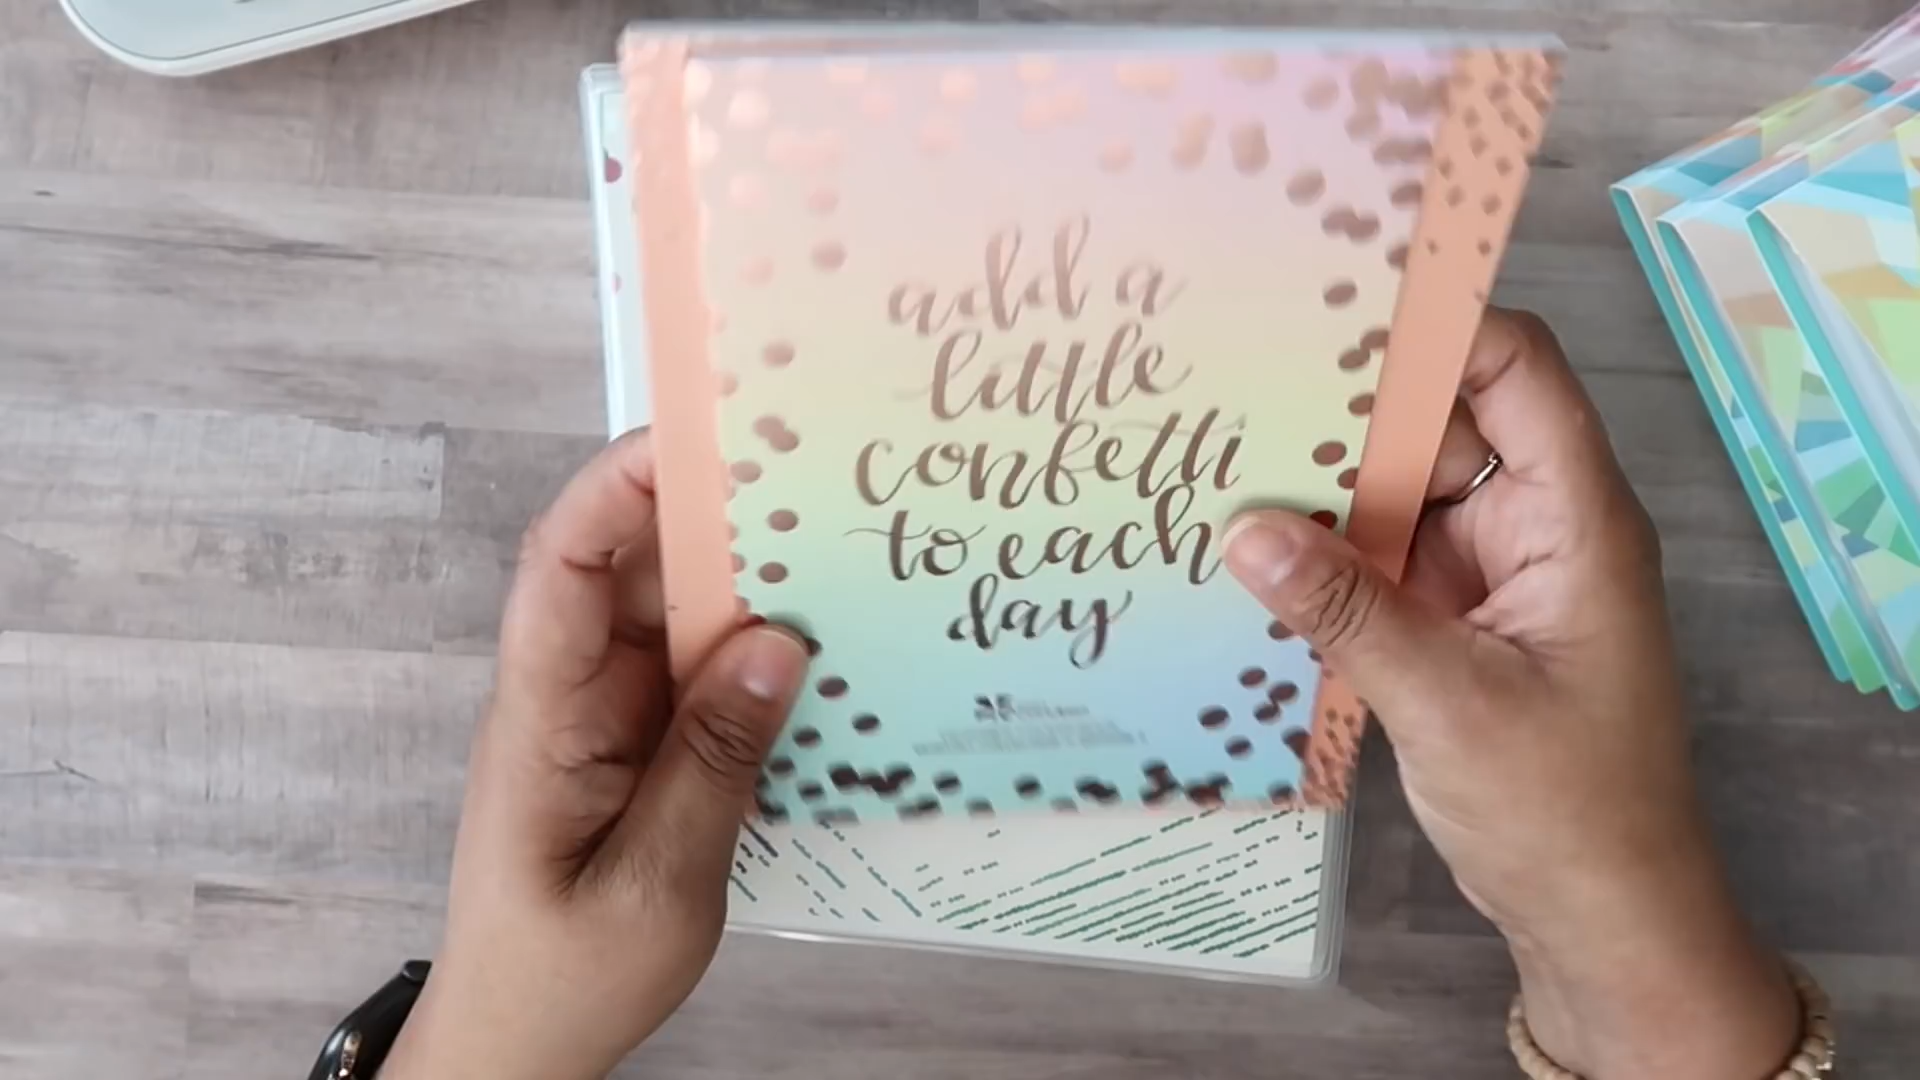 add a
little
confetti
to each
day